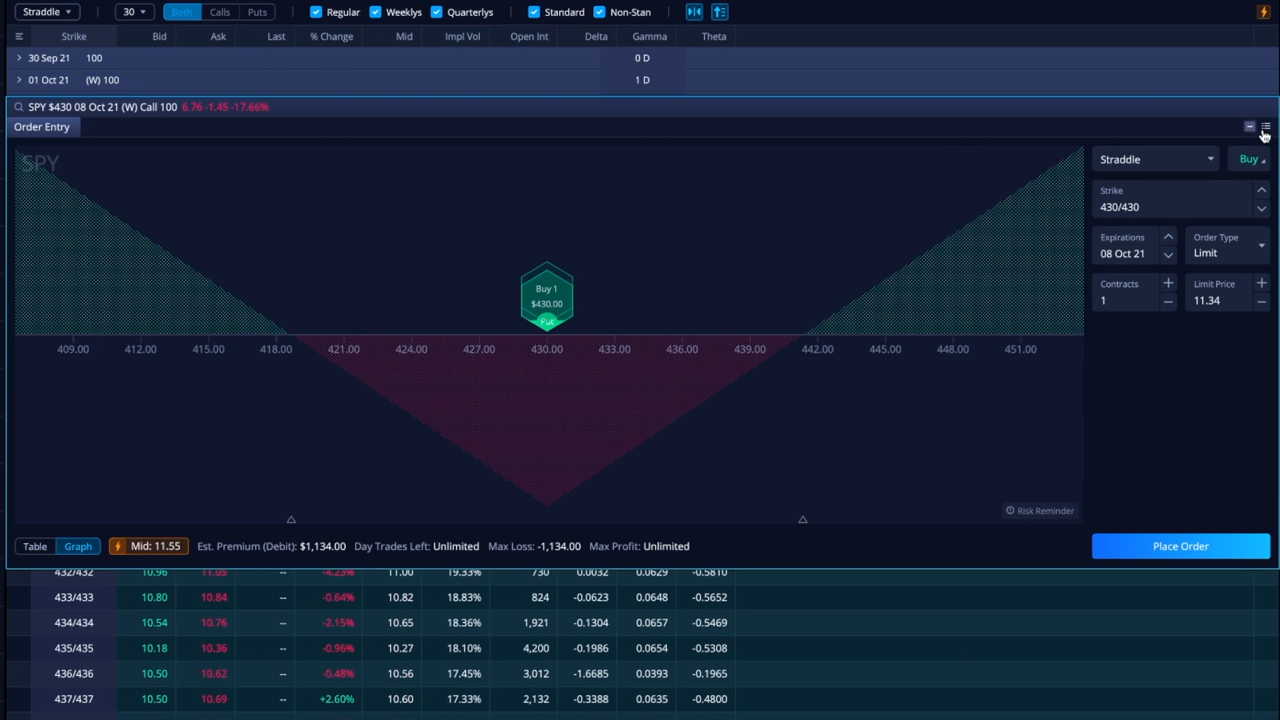 Straddle 30 Both Calls Puts Regular Weeklys Quarterlys Standard Non-Stan
Strike Bid Ask Last % Change Mid Impl Vol Open Int Delta Gamma Theta
30 Sep 21 100 0 D
01 Oct 21 (W) 100 1 D
SPY $430 08 Oct 21 (W) Call 100 6.76 -1.45 -17.66%
Order Entry
SPY
Straddle Buy
Strike
430/430
Expirations Order Type
08 Oct 21 Limit
Contracts Limit Price
1 11.34
Buy 1
$430.00
Put
409.00 412.00 415.00 418.00 421.00 424.00 427.00 430.00 433.00 436.00 439.00 442.00 445.00 448.00 451.00
Risk Reminder
Table Graph Mid: 11.55 Est. Premium (Debit): $1,134.00 Day Trades Left: Unlimited Max Loss: -1,134.00 Max Profit: Unlimited Place Order
432/432 10.96 11.05 -- -4.23% 11.00 19.33% 730 0.0032 0.0629 -0.5810
433/433 10.80 10.84 -- -0.64% 10.82 18.83% 824 -0.0623 0.0648 -0.5652
434/434 10.54 10.76 -- -2.15% 10.65 18.36% 1,921 -0.1304 0.0657 -0.5469
435/435 10.18 10.36 -- -0.96% 10.27 18.10% 4,200 -0.1986 0.0654 -0.5308
436/436 10.50 10.62 -- -0.48% 10.56 17.45% 3,012 -1.6685 0.0393 -0.1965
437/437 10.50 10.69 -- +2.60% 10.60 17.33% 2,132 -0.3388 0.0635 -0.4800